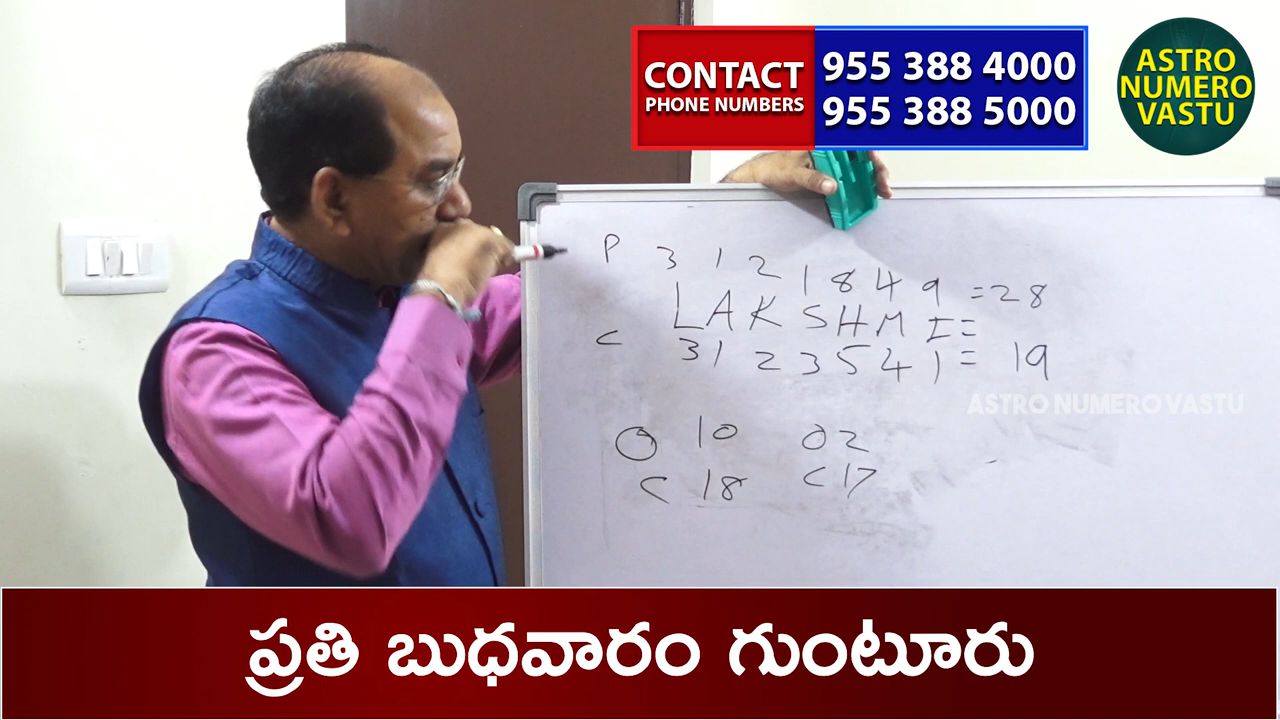 CONTACT
PHONE NUMBERS
955 388 4000
955 388 5000
ASTRO
NUMERO
VASTU
P 3 1 2 1 8 4 9 =28
LAKSHMI=
C 3 1 2 3 5 4 1 = 19
ASTRO NUMERO VASTU
O 10 O2
C 18 C17
ప్రతి బుధవారం గుంటూరు